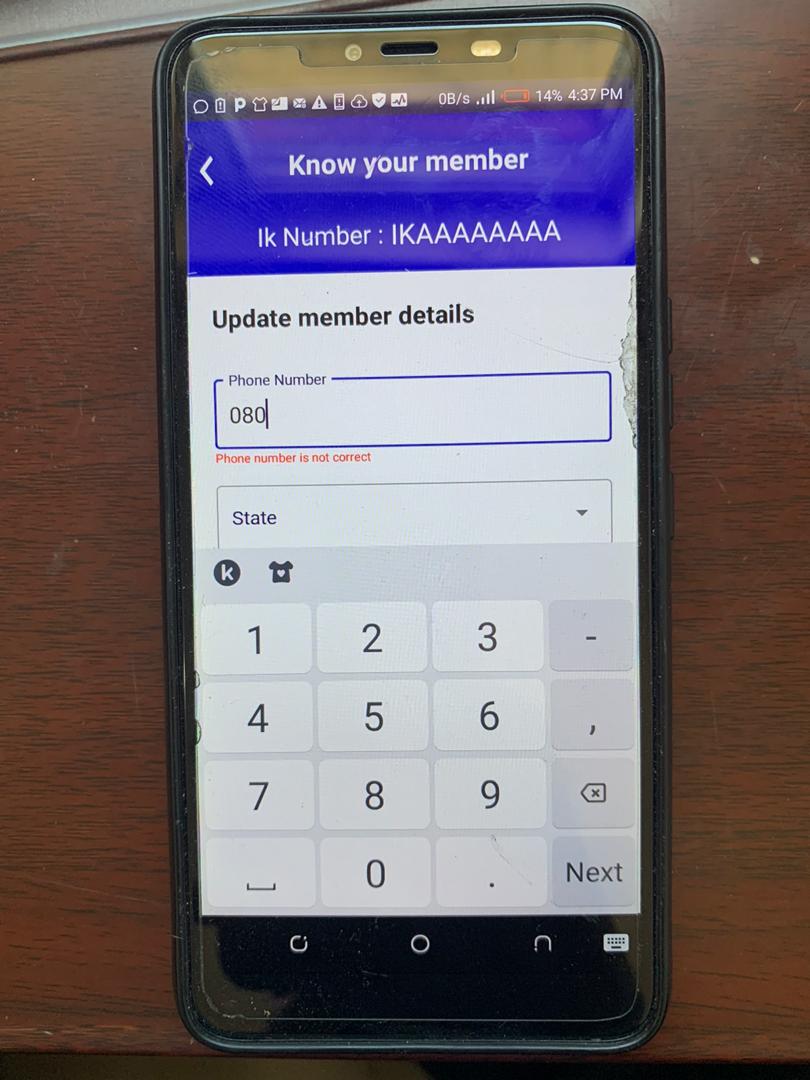 0B/s 14% 4:37 PM
Know your member
Ik Number : IKAAAAAAAA
Update member details
Phone Number
080
Phone number is not correct
State
k
1 2 3 -
4 5 6 ,
7 8 9
0 . Next